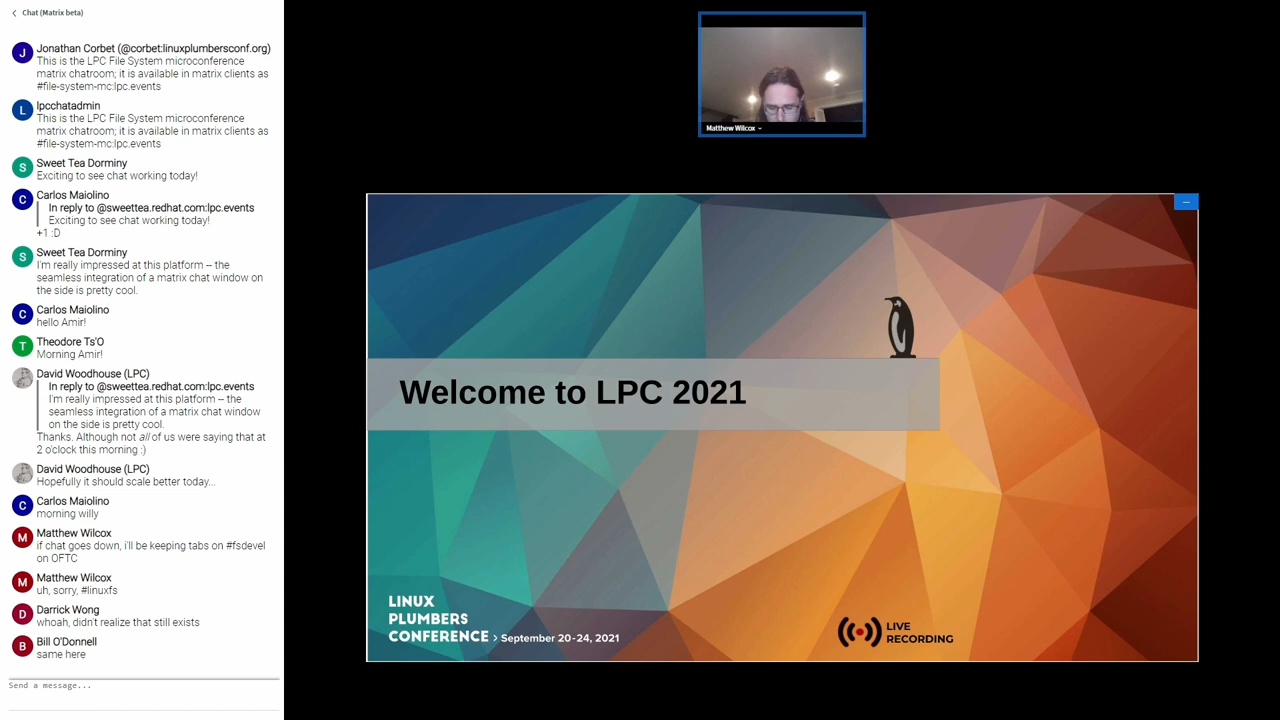 Chat (Matrix beta)
J
Jonathan Corbet (@corbet:linuxplumbersconf.org)
This is the LPC File System microconference
matrix chatroom; it is available in matrix clients as
#file-system-mc:lpc.events
L
lpcchatadmin
This is the LPC File System microconference
matrix chatroom; it is available in matrix clients as
#file-system-mc:lpc.events
S
Sweet Tea Dorminy
Exciting to see chat working today!
C
Carlos Maiolino
In reply to @sweettea.redhat.com:lpc.events
Exciting to see chat working today!
+1 :D
S
Sweet Tea Dorminy
I'm really impressed at this platform -- the
seamless integration of a matrix chat window on
the side is pretty cool.
C
Carlos Maiolino
hello Amir!
T
Theodore Ts'O
Morning Amir!
David Woodhouse (LPC)
In reply to @sweettea.redhat.com:lpc.events
I'm really impressed at this platform -- the
seamless integration of a matrix chat window
on the side is pretty cool.
Thanks. Although not all of us were saying that at
2 o'clock this morning :)
David Woodhouse (LPC)
Hopefully it should scale better today...
C
Carlos Maiolino
morning willy
M
Matthew Wilcox
if chat goes down, i'll be keeping tabs on #fsdevel
on OFTC
M
Matthew Wilcox
uh, sorry, #linuxfs
D
Darrick Wong
whoah, didn't realize that still exists
B
Bill O'Donnell
same here
Send a message...
Matthew Wilcox
Welcome to LPC 2021
LINUX
PLUMBERS
CONFERENCE > September 20-24, 2021
LIVE
RECORDING